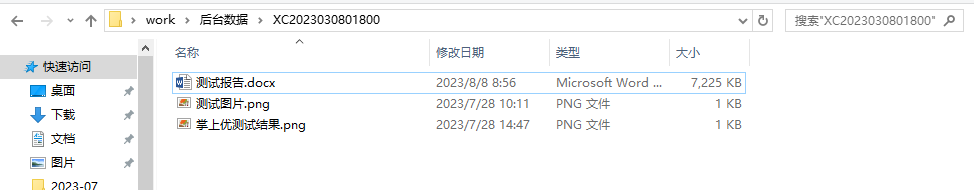 work > 后台数据 > XC2023030801800
搜索"XC2023030801800"
名称 修改日期 类型 大小
快速访问
桌面
下载
文档
图片
2023-07
测试报告.docx 2023/8/8 8:56 Microsoft Word ... 7,225 KB
测试图片.png 2023/7/28 10:11 PNG 文件 1 KB
掌上优测试结果.png 2023/7/28 14:47 PNG 文件 1 KB